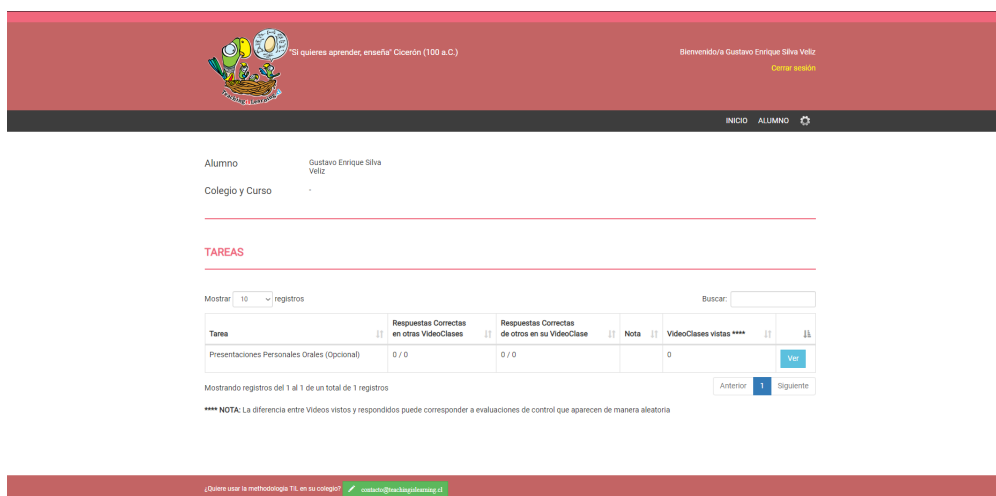 "Si quieres aprender, enseña" Cicerón (100 a.C.)
Bienvenido/a Gustavo Enrique Silva Veliz
Cerrar sesión
Teaching is Learning
INICIO ALUMNO
Alumno Gustavo Enrique Silva
Veliz
Colegio y Curso -
TAREAS
Mostrar 10 registros Buscar:
Tarea Respuestas Correctas en otras VideoClases Respuestas Correctas de otros en su VideoClase Nota VideoClases vistas ****
Presentaciones Personales Orales (Opcional) 0 / 0 0 / 0 0 Ver
Mostrando registros del 1 al 1 de un total de 1 registros Anterior 1 Siguiente
**** NOTA: La diferencia entre Videos vistos y respondidos puede corresponder a evaluaciones de control que aparecen de manera aleatoria
¿Quiere usar la methodología TIL en su colegio? contacto@teachingislearning.cl